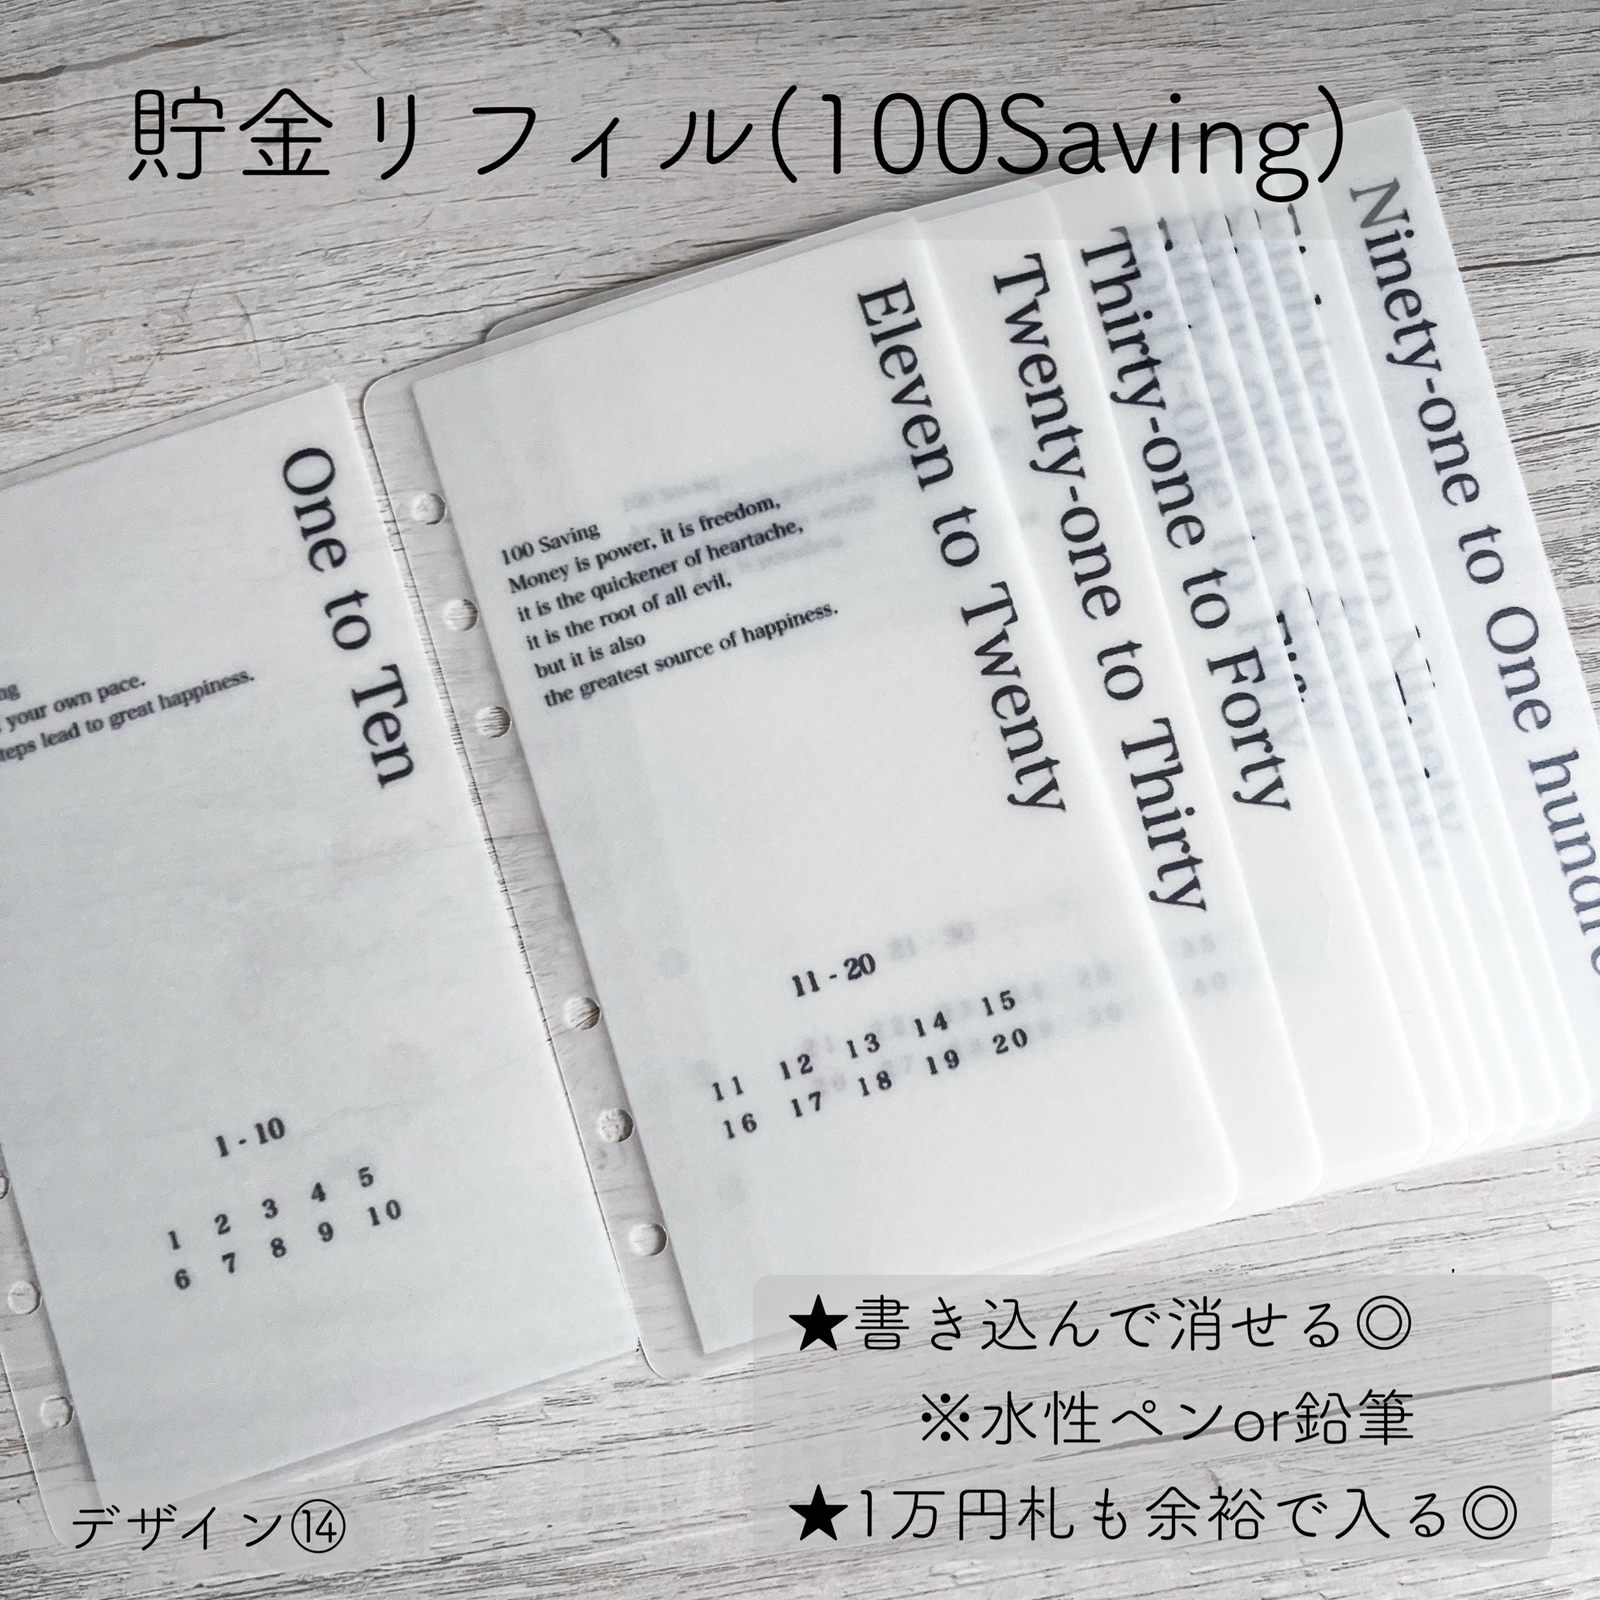 貯金リフィル(100Saving)
One to Ten
your own pace.
lead to great happiness.
1 - 10
1 2 3 4 5
6 7 8 9 10
Eleven to Twenty
100 Saving
Money is power, it is freedom,
it is the quickener of heartache,
it is the root of all evil,
but it is also
the greatest source of happiness.
11 - 20
11 12 13 14 15
16 17 18 19 20
Twenty-one to Thirty
Thirty-one to Forty
Ninety-one to One
★書き込んで消せる◎
※水性ペンor鉛筆
★1万円札も余裕で入る◎
デザイン⑭